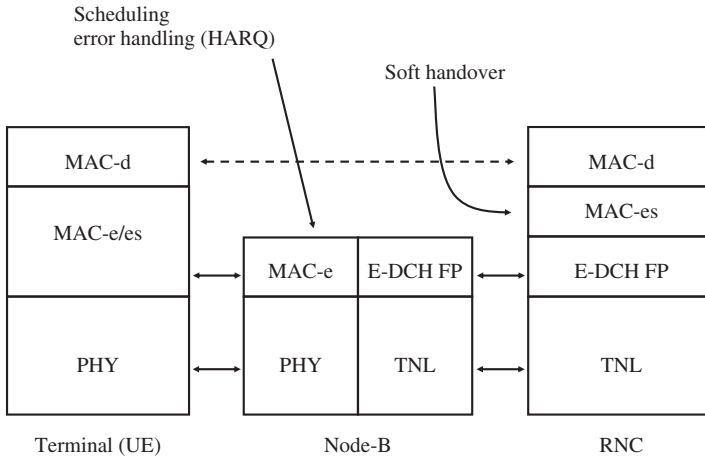 Scheduling
error handling (HARQ)
Soft handover
MAC-d
MAC-d
MAC-es
MAC-e/es
MAC-e
E-DCH FP
E-DCH FP
PHY
PHY
TNL
TNL
Terminal (UE)
Node-B
RNC